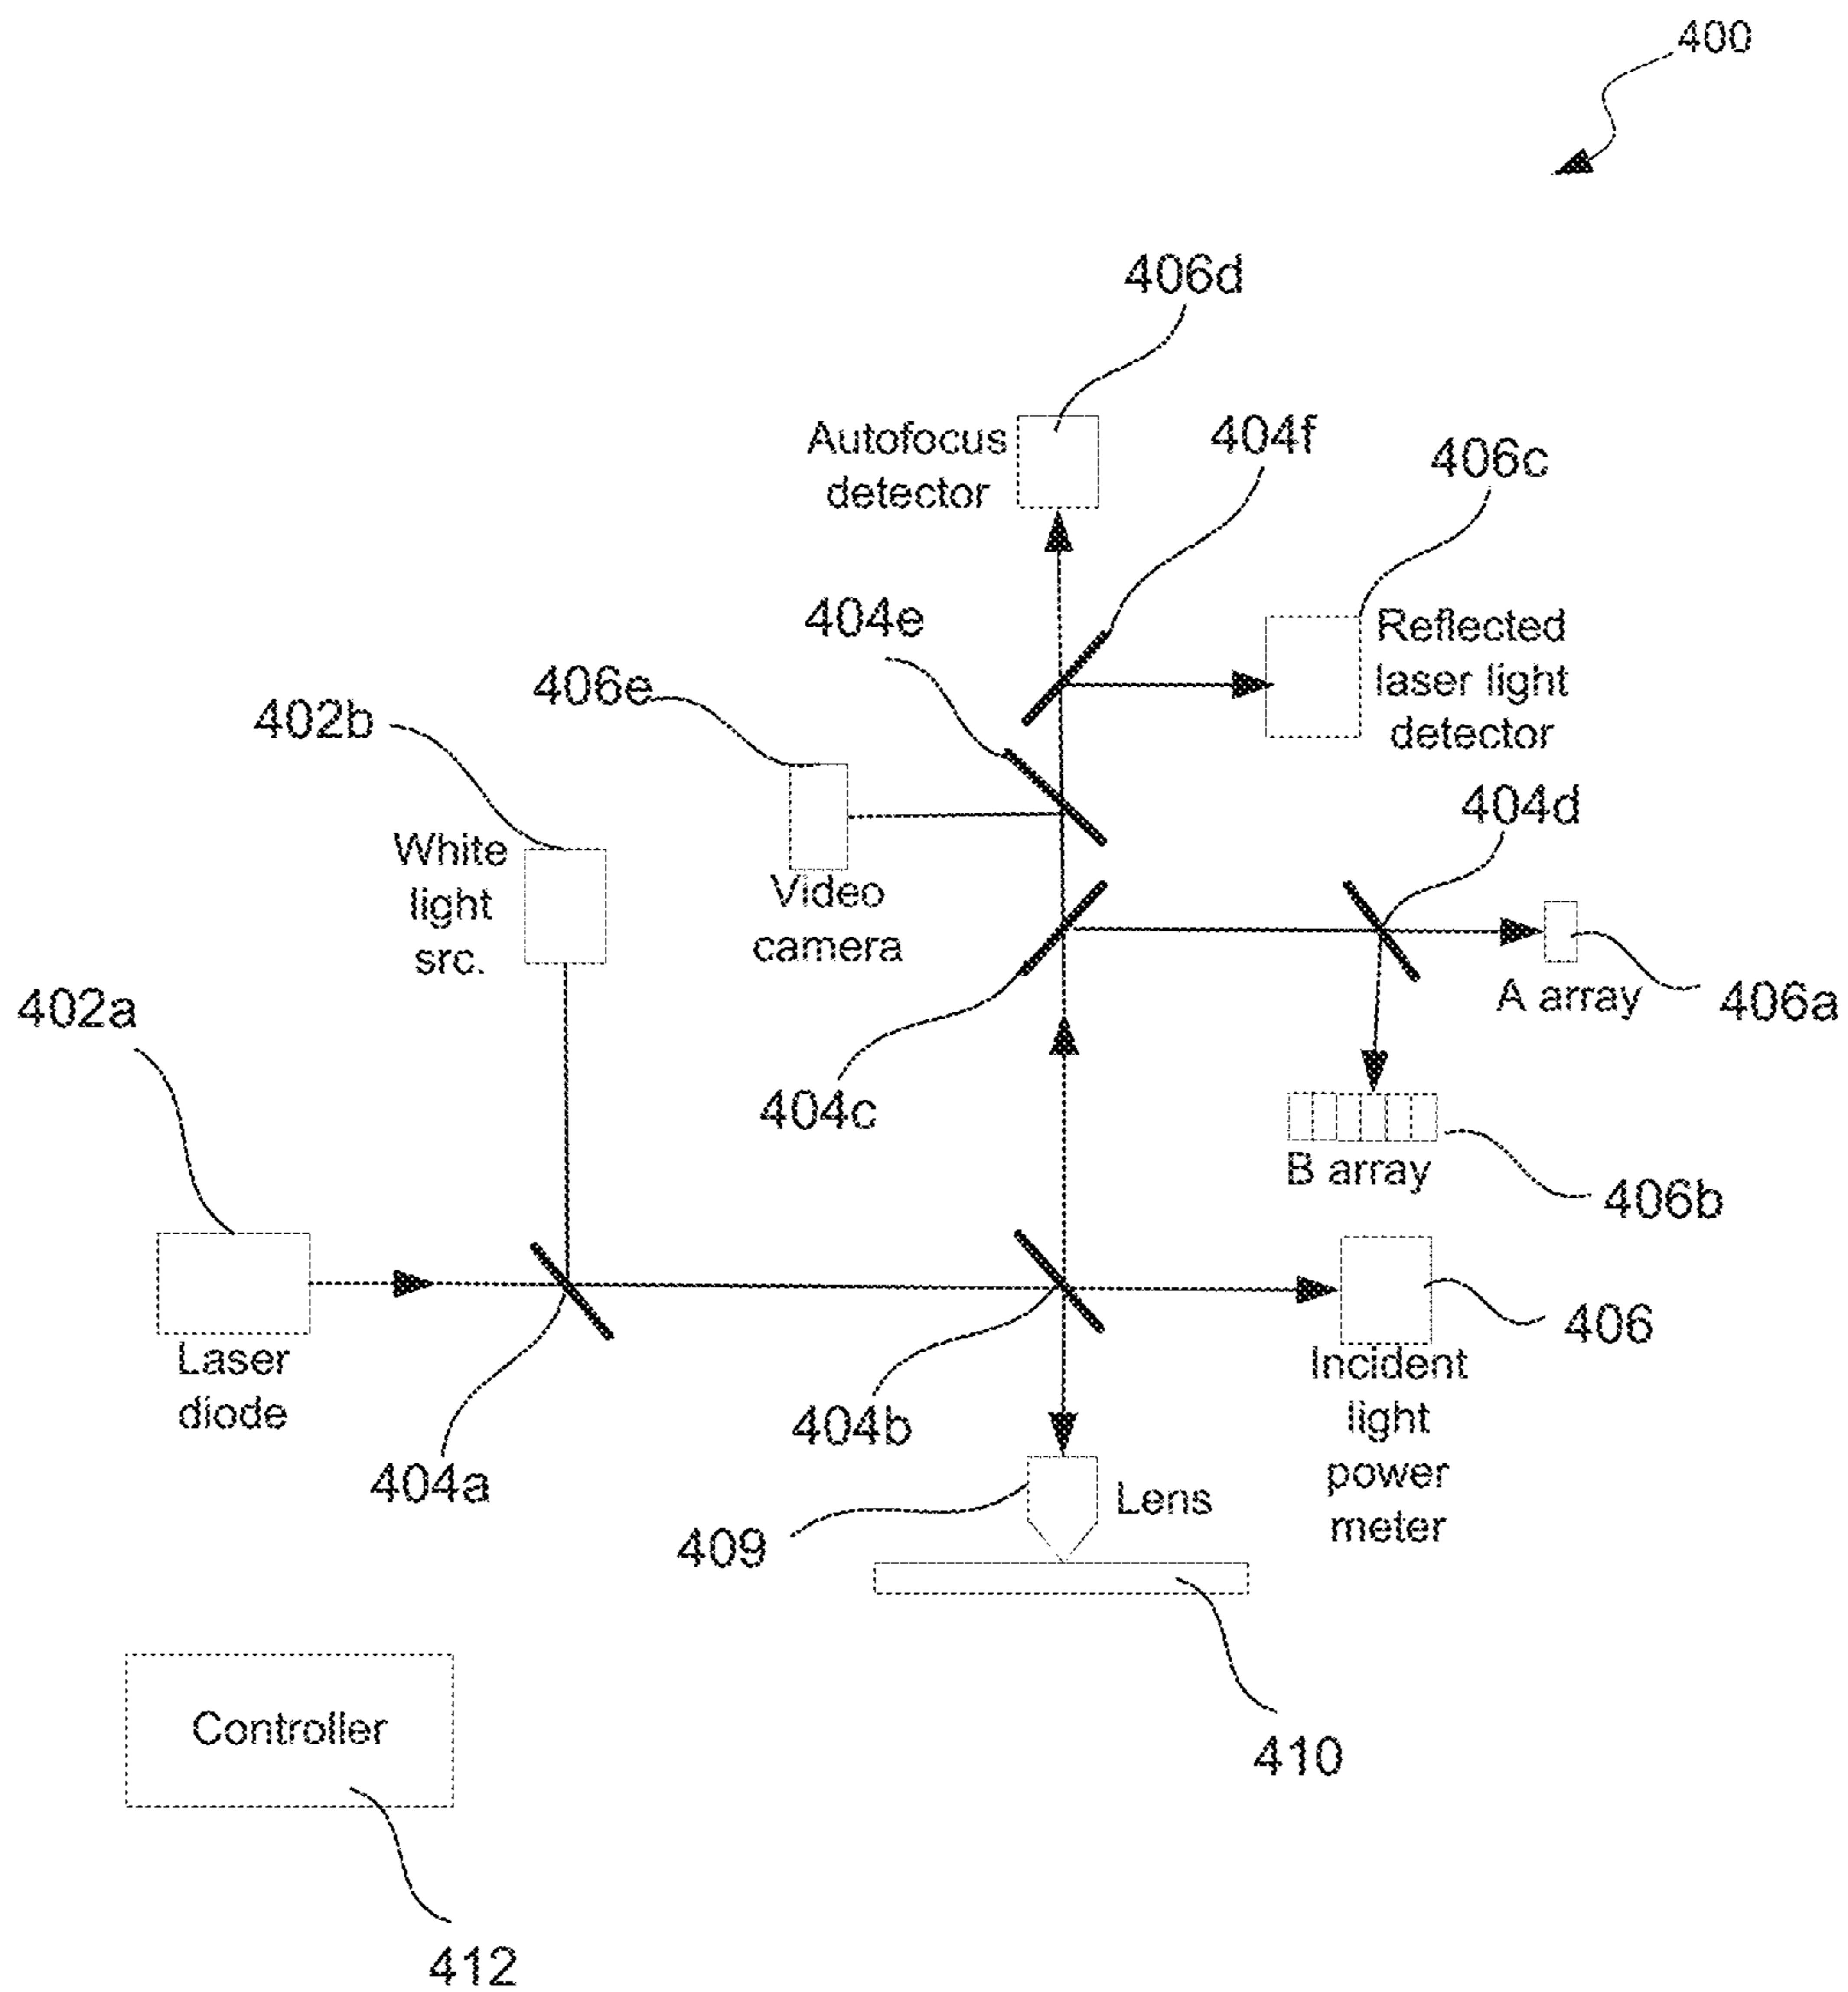 400
406d
Autofocus
detector
404f
406c
404e
Reflected
laser light
detector
406e
402b
404d
White
light
src.
Video
camera
402a
A array
406a
404c
B array
406b
Laser
diode
406
Incident
light
power
meter
404b
404a
Lens
409
Controller
410
412